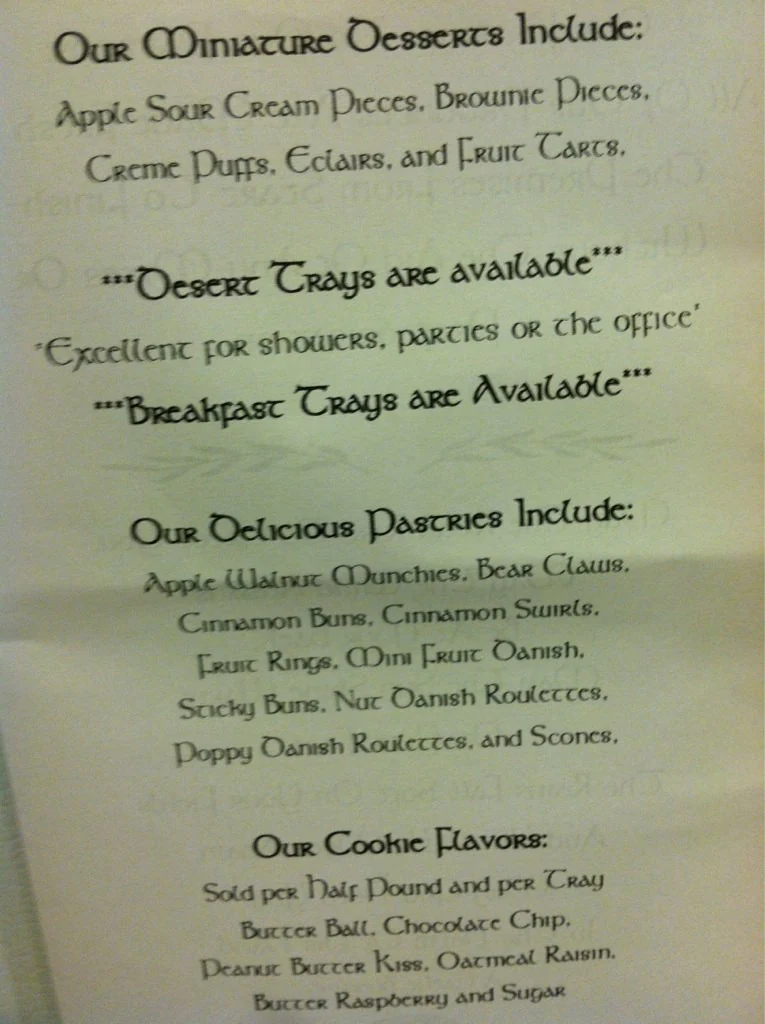 Our Miniature Desserts Include:
Apple Sour Cream Pieces, Brownie Pieces,
Creme Puffs, Eclairs, and Fruit Tarts.
***Desert Trays are available***
"Excellent for showers, parties or the office"
***Breakfast Trays are Available***
Our Delicious Pastries Include:
Apple Walnut Munchies, Bear Claws,
Cinnamon Buns, Cinnamon Swirls,
Fruit Rings, Mini Fruit Danish,
Sticky Buns, Nut Danish Roulettes,
Poppy Danish Roulettes, and Scones.
Our Cookie Flavors:
Sold per Half Pound and per Tray
Butter Ball, Chocolate Chip,
Peanut Butter Kiss, Oatmeal Raisin,
Butter Raspberry and Sugar